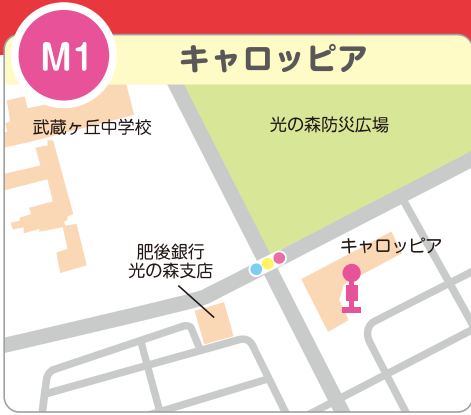 M1
キャロッピア
武蔵ヶ丘中学校
光の森防災広場
キャロッピア
肥後銀行
光の森支店